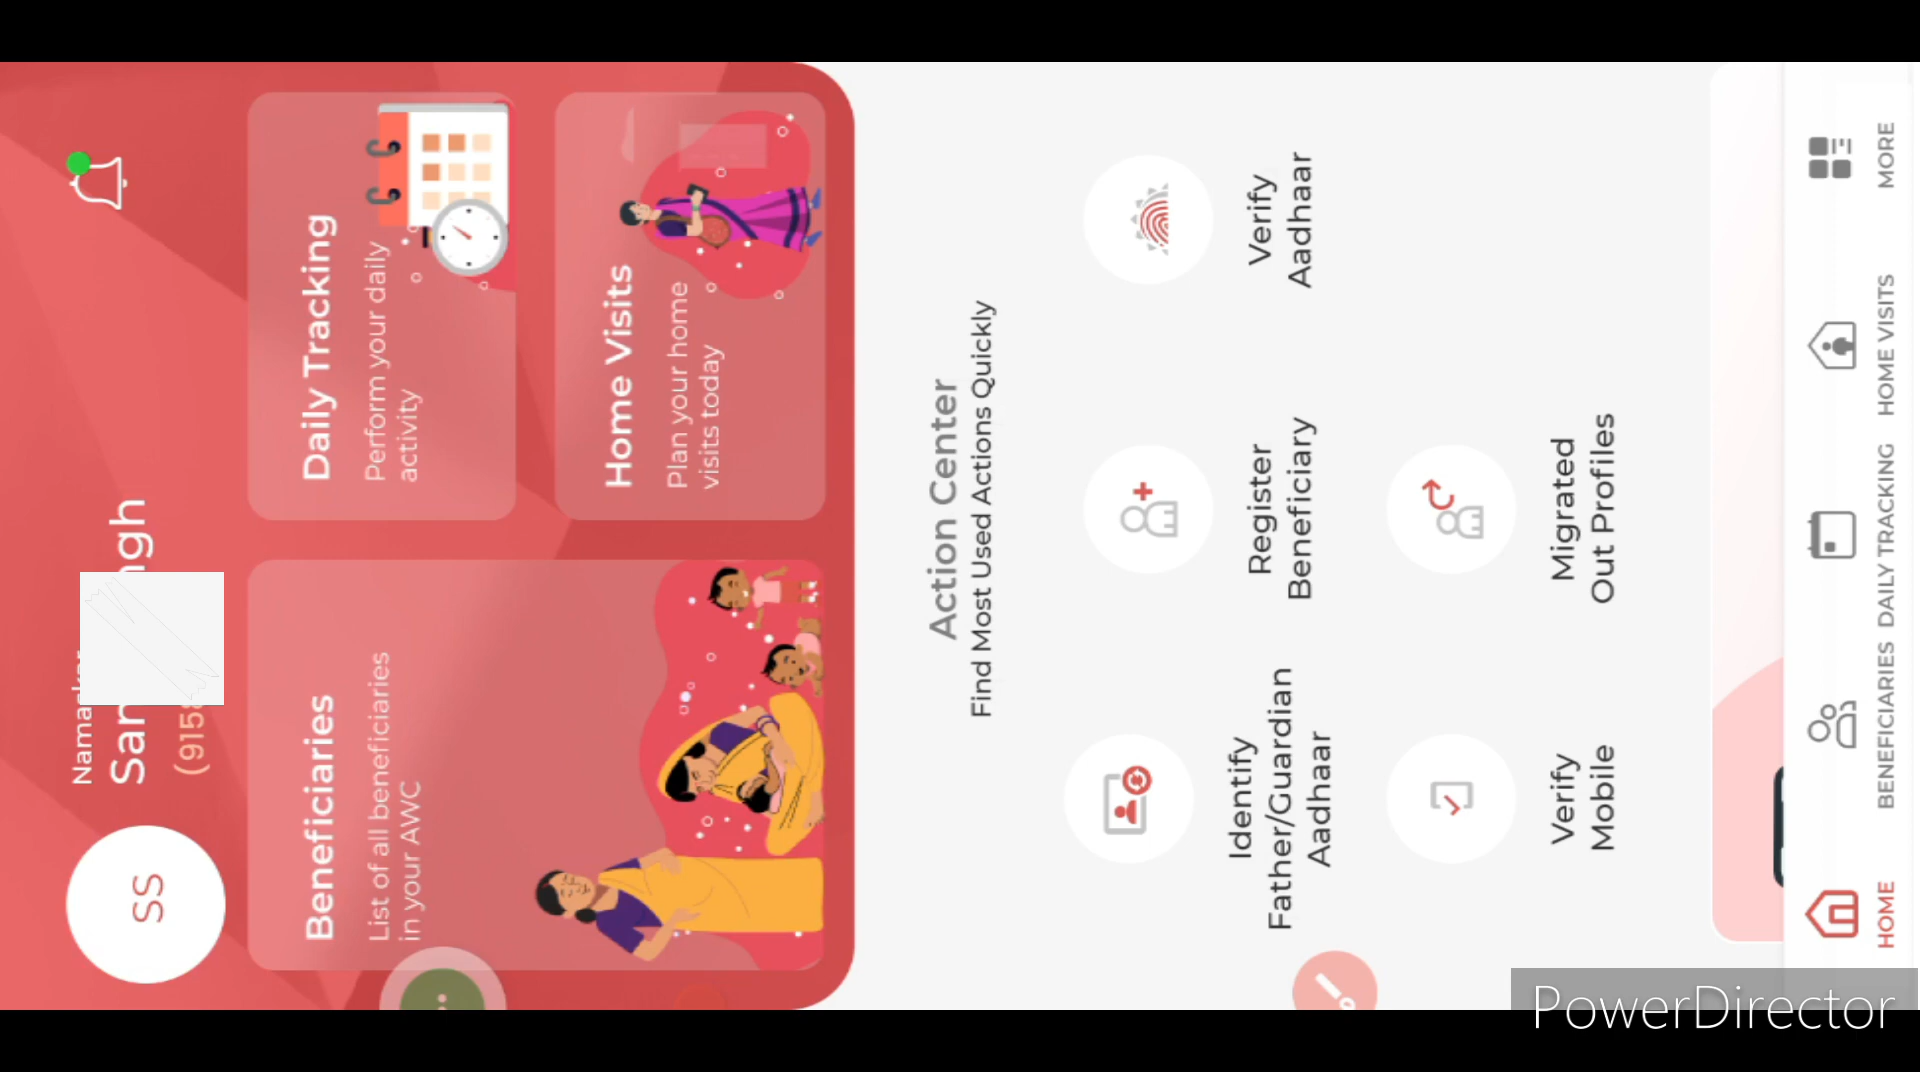 Namaskar
SS
Beneficiaries
List of all beneficiaries
in your AWC
Daily Tracking
Perform your daily
activity
Home Visits
Plan your home
visits today
Action Center
Find Most Used Actions Quickly
Identify
Father/Guardian
Aadhaar
Register
Beneficiary
Verify
Aadhaar
Verify
Mobile
Migrated
Out Profiles
HOME
BENEFICIARIES
DAILY TRACKING
HOME VISITS
MORE
PowerDirector